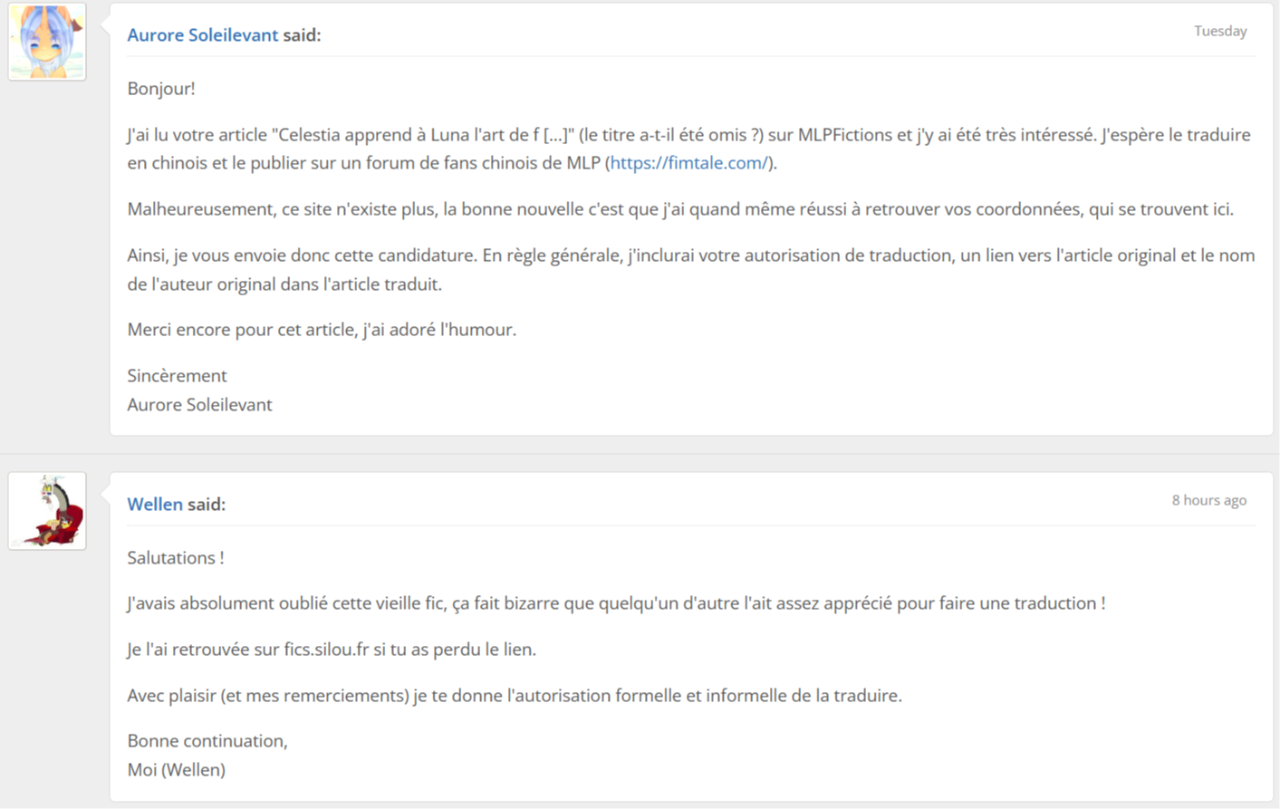 Aurore Soleilevant said:
Tuesday
Bonjour!
J'ai lu votre article "Celestia apprend à Luna l'art de f [...]" (le titre a-t-il été omis ?) sur MLPFictions et j'y ai été très intéressé. J'espère le traduire
en chinois et le publier sur un forum de fans chinois de MLP (https://fimtale.com/).
Malheureusement, ce site n'existe plus, la bonne nouvelle c'est que j'ai quand même réussi à retrouver vos coordonnées, qui se trouvent ici.
Ainsi, je vous envoie donc cette candidature. En règle générale, j'inclurai votre autorisation de traduction, un lien vers l'article original et le nom
de l'auteur original dans l'article traduit.
Merci encore pour cet article, j'ai adoré l'humour.
Sincèrement
Aurore Soleilevant
Wellen said:
8 hours ago
Salutations !
J'avais absolument oublié cette vieille fic, ça fait bizarre que quelqu'un d'autre l'ait assez apprécié pour faire une traduction !
Je l'ai retrouvée sur fics.silou.fr si tu as perdu le lien.
Avec plaisir (et mes remerciements) je te donne l'autorisation formelle et informelle de la traduire.
Bonne continuation,
Moi (Wellen)